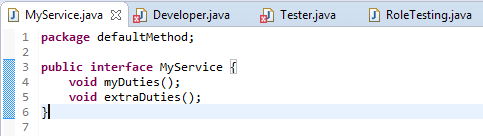 MyService.java Developer.java Tester.java RoleTesting.java
1 package defaultMethod;
2
3 public interface MyService {
4     void myDuties();
5     void extraDuties();
6 }
7